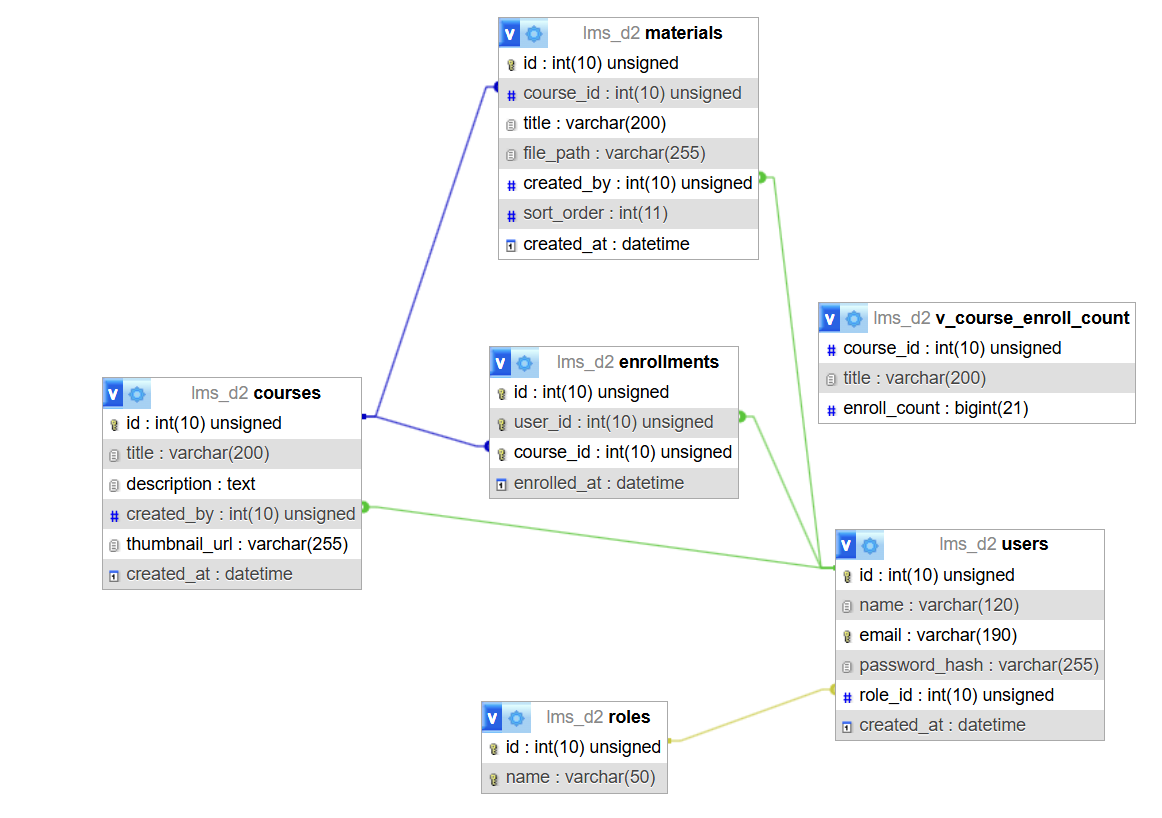 v lms_d2 materials
id : int(10) unsigned
course_id : int(10) unsigned
title : varchar(200)
file_path : varchar(255)
created_by : int(10) unsigned
sort_order : int(11)
created_at : datetime
v lms_d2 v_course_enroll_count
course_id : int(10) unsigned
title : varchar(200)
enroll_count : bigint(21)
v lms_d2 enrollments
id : int(10) unsigned
user_id : int(10) unsigned
course_id : int(10) unsigned
enrolled_at : datetime
v lms_d2 courses
id : int(10) unsigned
title : varchar(200)
description : text
created_by : int(10) unsigned
thumbnail_url : varchar(255)
created_at : datetime
v lms_d2 users
id : int(10) unsigned
name : varchar(120)
email : varchar(190)
password_hash : varchar(255)
role_id : int(10) unsigned
created_at : datetime
v lms_d2 roles
id : int(10) unsigned
name : varchar(50)